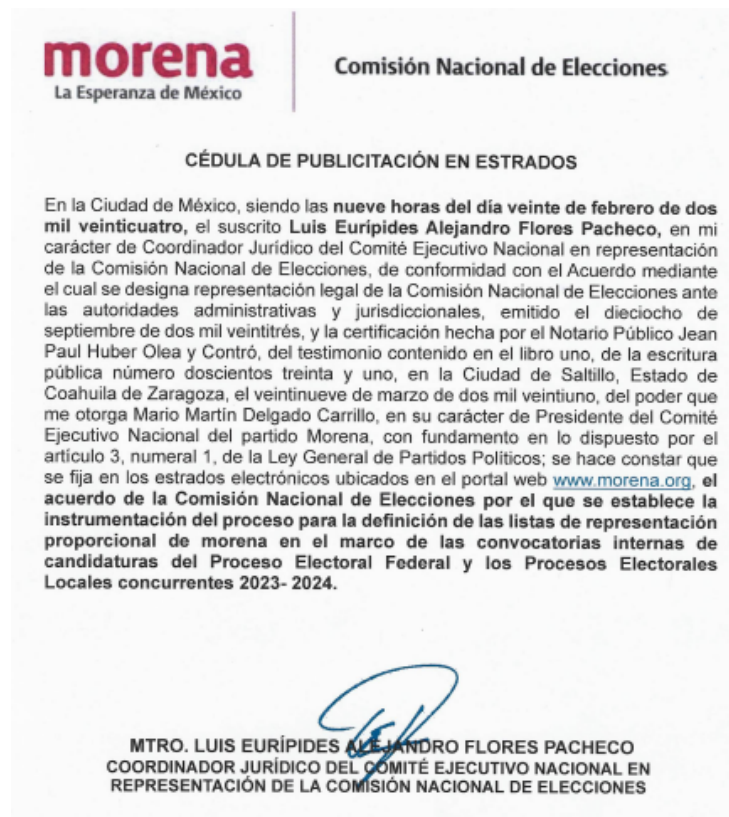 morena
La Esperanza de México
Comisión Nacional de Elecciones
CÉDULA DE PUBLICITACIÓN EN ESTRADOS
En la Ciudad de México, siendo las nueve horas del día veinte de febrero de dos
mil veinticuatro, el suscrito Luis Eurípides Alejandro Flores Pacheco, en mi
carácter de Coordinador Jurídico del Comité Ejecutivo Nacional en representación
de la Comisión Nacional de Elecciones, de conformidad con el Acuerdo mediante
el cual se designa representación legal de la Comisión Nacional de Elecciones ante
las autoridades administrativas y jurisdiccionales, emitido el dieciocho de
septiembre de dos mil veintitrés, y la certificación hecha por el Notario Público Jean
Paul Huber Olea y Contró, del testimonio contenido en el libro uno, de la escritura
pública número doscientos treinta y uno, en la Ciudad de Saltillo, Estado de
Coahuila de Zaragoza, el veintinueve de marzo de dos mil veintiuno, del poder que
me otorga Mario Martín Delgado Carrillo, en su carácter de Presidente del Comité
Ejecutivo Nacional del partido Morena, con fundamento en lo dispuesto por el
artículo 3, numeral 1, de la Ley General de Partidos Políticos; se hace constar que
se fija en los estrados electrónicos ubicados en el portal web www.morena.org, el
acuerdo de la Comisión Nacional de Elecciones por el que se establece la
instrumentación del proceso para la definición de las listas de representación
proporcional de morena en el marco de las convocatorias internas de
candidaturas del Proceso Electoral Federal y los Procesos Electorales
Locales concurrentes 2023- 2024.
MTRO. LUIS EURÍPIDES ALEJANDRO FLORES PACHECO
COORDINADOR JURÍDICO DEL COMITÉ EJECUTIVO NACIONAL EN
REPRESENTACIÓN DE LA COMISIÓN NACIONAL DE ELECCIONES